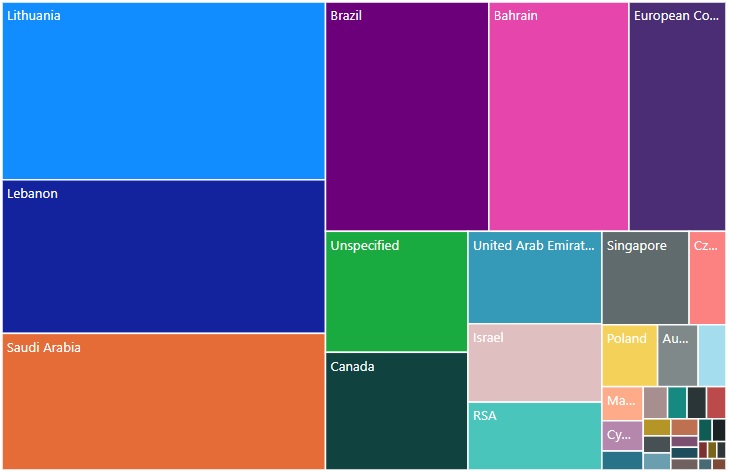 Lithuania
Brazil
Bahrain
European Co...
Lebanon
Unspecified
United Arab Emirat...
Singapore
Cz...
Israel
Poland
Au...
Saudi Arabia
Canada
Ma...
RSA
Cy...